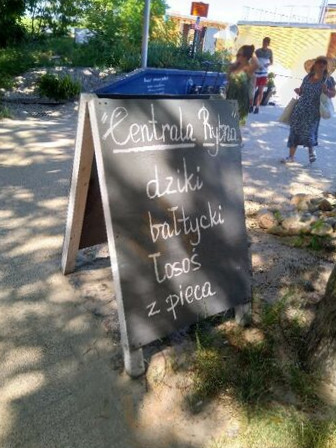 "Centrala Rybna"
dziki
bałtycki
łosoś
z pieca